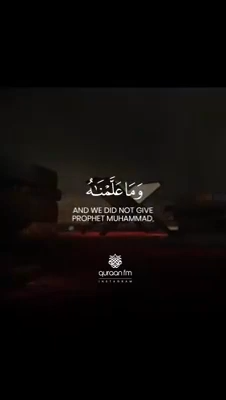 وَمَا عَلَّمْنَٰهُ
AND WE DID NOT GIVE
PROPHET MUHAMMAD,
quraan.fm
INSTAGRAM